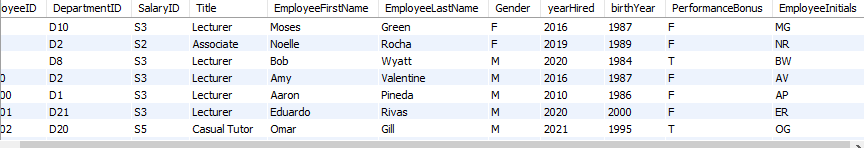 oyeeID DepartmentID SalaryID Title EmployeeFirstName EmployeeLastName Gender yearHired birthYear PerformanceBonus EmployeeInitials
D10 S3 Lecturer Moses Green F 2016 1987 F MG
D2 S2 Associate Noelle Rocha F 2019 1989 F NR
D8 S3 Lecturer Bob Wyatt M 2020 1984 T BW
0 D2 S3 Lecturer Amy Valentine M 2016 1987 F AV
00 D1 S3 Lecturer Aaron Pineda M 2010 1986 F AP
01 D21 S3 Lecturer Eduardo Rivas M 2020 2000 F ER
02 D20 S5 Casual Tutor Omar Gill M 2021 1995 T OG